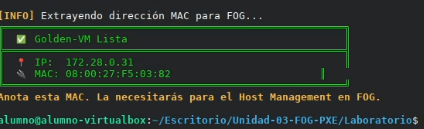 [INFO] Extrayendo dirección MAC para FOG...
✅ Golden-VM Lista
📍 IP: 172.28.0.31
🔌 MAC: 08:00:27:F5:03:82
Anota esta MAC. La necesitarás para el Host Management en FOG.
alumno@alumno-virtualbox:~/Escritorio/Unidad-03-FOG-PXE/Laboratorio$